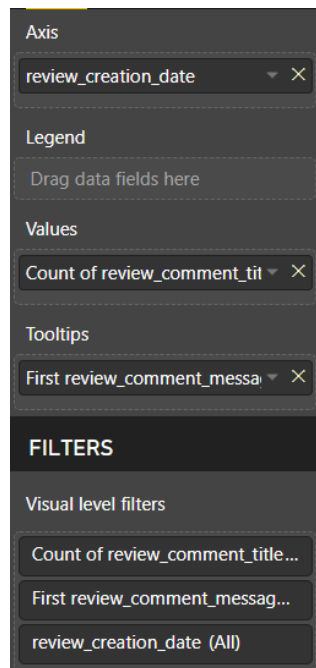 Axis
review_creation_date
Legend
Drag data fields here
Values
Count of review_comment_tit
Tooltips
First review_comment_messa
FILTERS
Visual level filters
Count of review_comment_title...
First review_comment_messag...
review_creation_date (All)